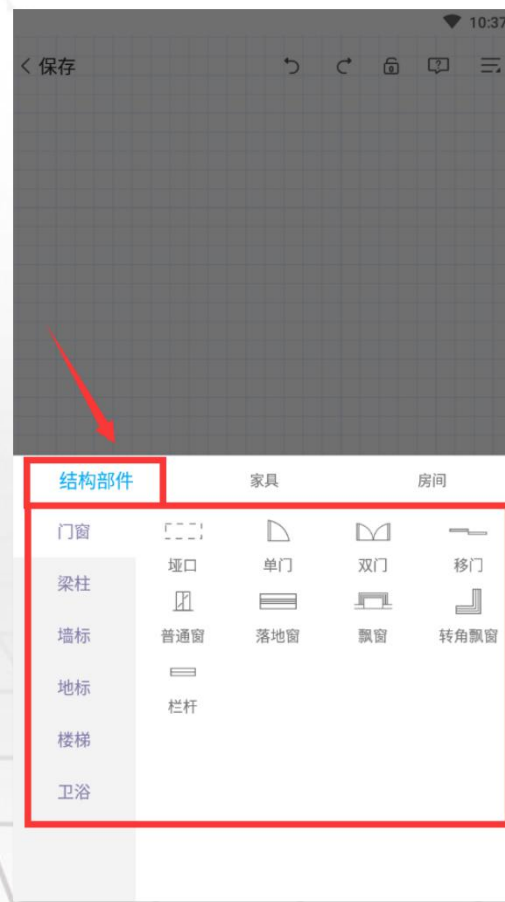 10:37
保存
结构部件 家具 房间
门窗
垭口 单门 双门 移门
梁柱
墙标 普通窗 落地窗 飘窗 转角飘窗
地标
栏杆
楼梯
卫浴